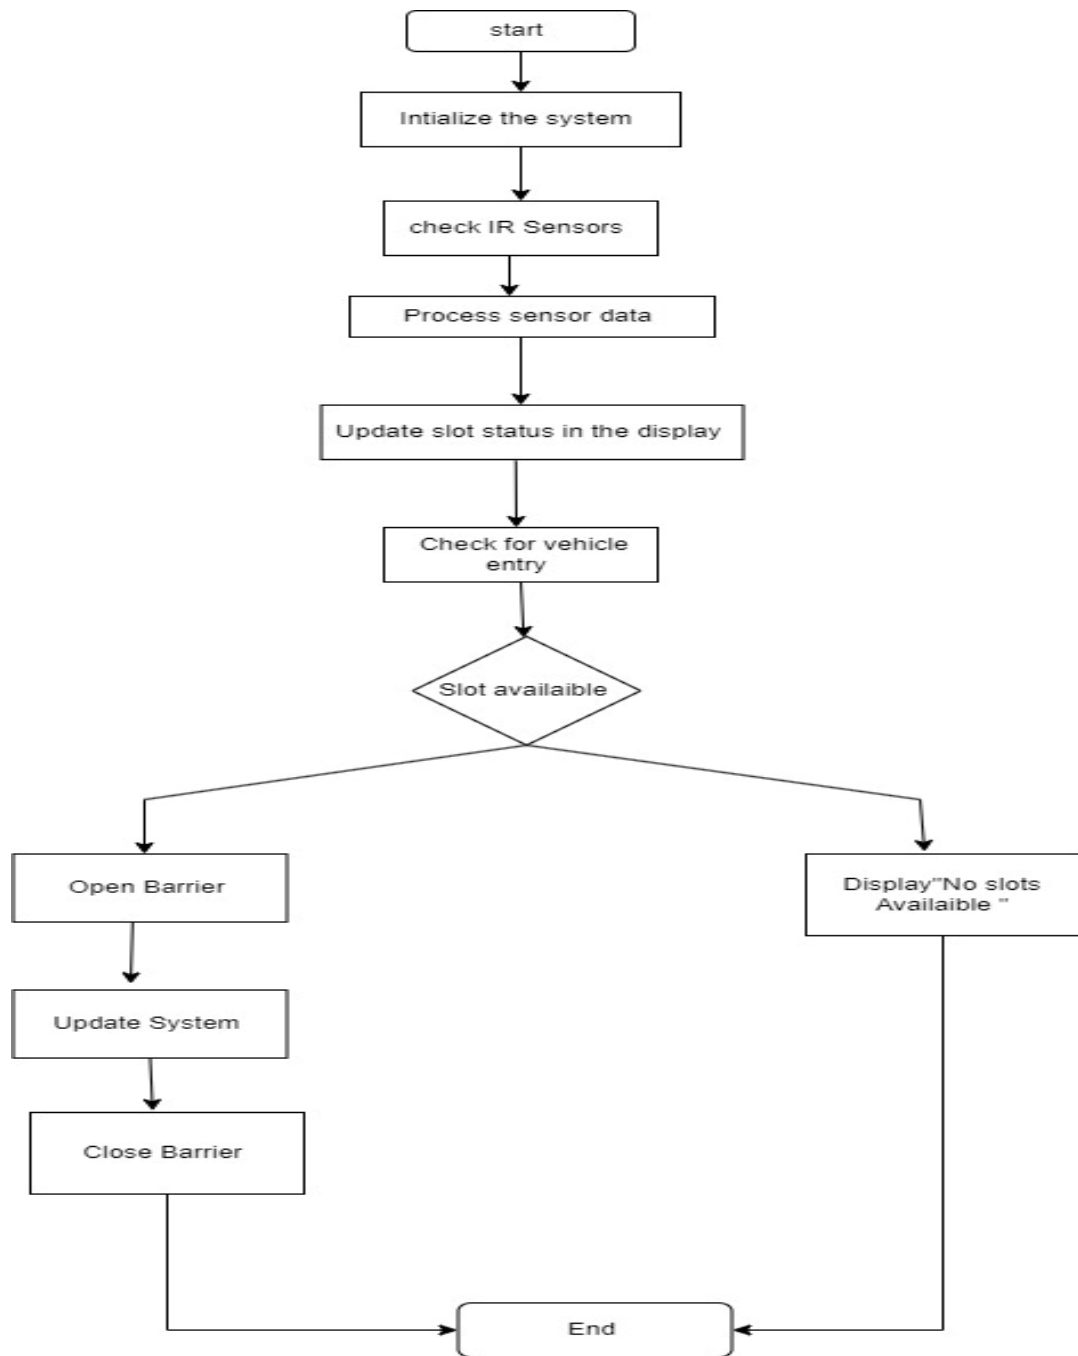 start
Intialize the system
check IR Sensors
Process sensor data
Update slot status in the display
Check for vehicle
entry
Slot availaible
Open Barrier
Display"No slots
Availaible "
Update System
Close Barrier
End